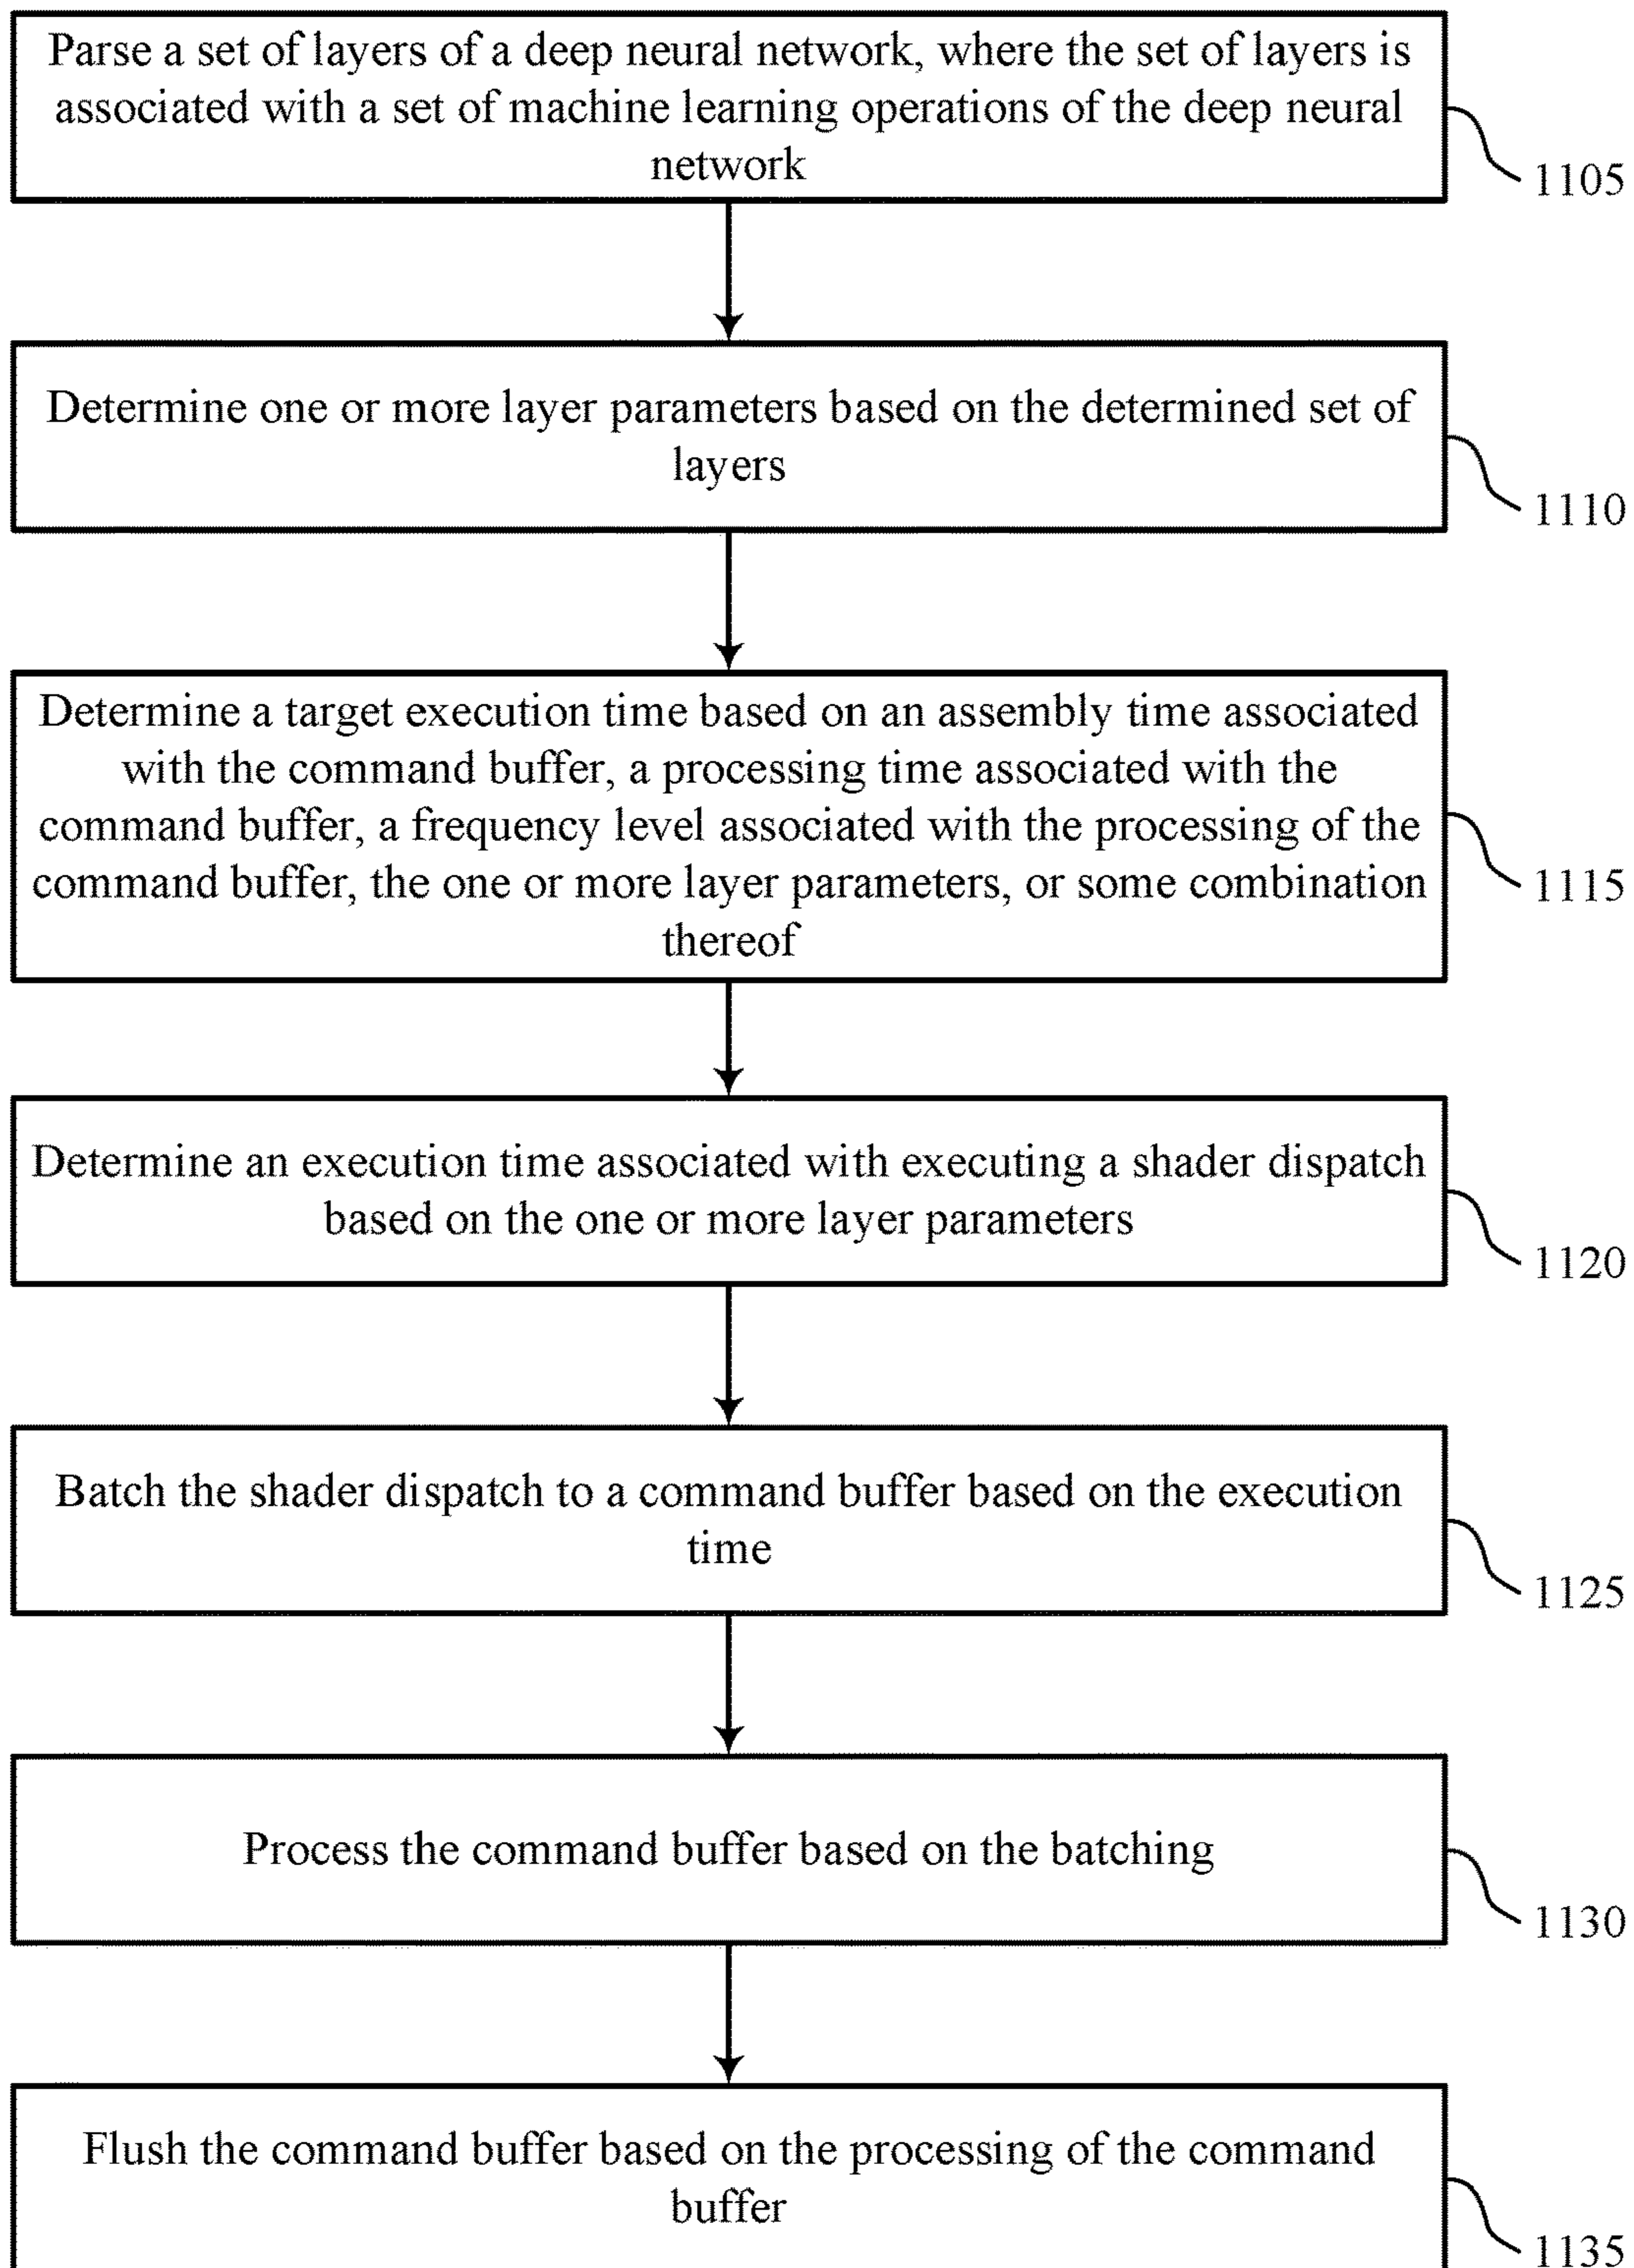 Parse a set of layers of a deep neural network, where the set of layers is
associated with a set of machine learning operations of the deep neural
network
1105
Determine one or more layer parameters based on the determined set of
layers
1110
Determine a target execution time based on an assembly time associated
with the command buffer, a processing time associated with the
command buffer, a frequency level associated with the processing of the
command buffer, the one or more layer parameters, or some combination
thereof
1115
Determine an execution time associated with executing a shader dispatch
based on the one or more layer parameters
1120
Batch the shader dispatch to a command buffer based on the execution
time
1125
Process the command buffer based on the batching
1130
Flush the command buffer based on the processing of the command
buffer
1135